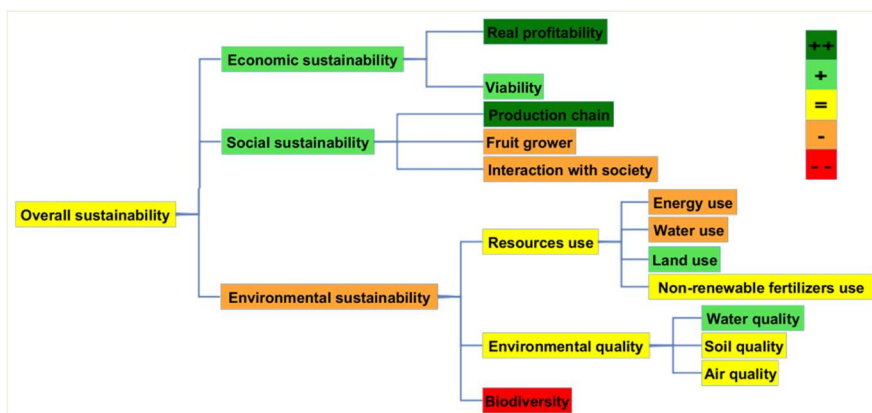 Real profitability
Economic sustainability
Viability
Production chain
Social sustainability
Fruit grower
Interaction with society
Overall sustainability
Energy use
Water use
Resources use
Land use
Non-renewable fertilizers use
Environmental sustainability
Water quality
Environmental quality
Soil quality
Air quality
Biodiversity
++
+
=
-
--